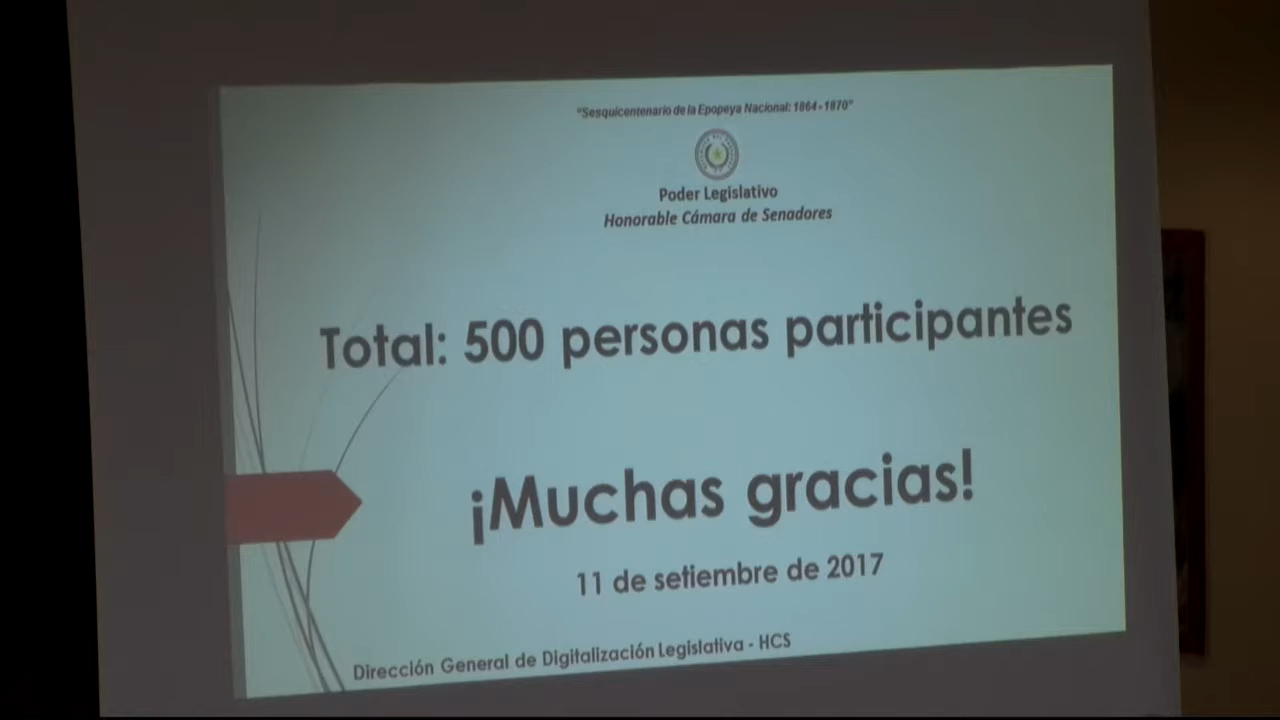 "Sesquicentenario de la Epopeya Nacional: 1864 - 1870"
Poder Legislativo
Honorable Cámara de Senadores
Total: 500 personas participantes
¡Muchas gracias!
11 de setiembre de 2017
Dirección General de Digitalización Legislativa - HCS